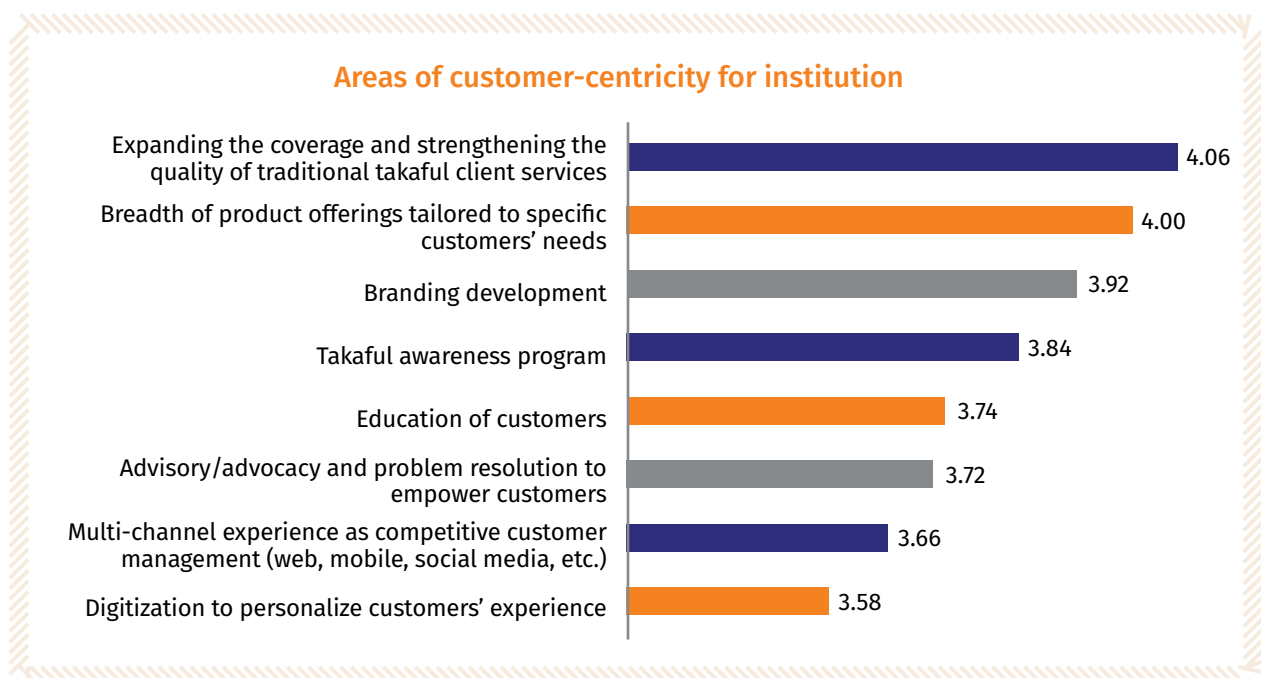 Areas of customer-centricity for institution
Expanding the coverage and strengthening the
quality of traditional takaful client services
4.06
Breadth of product offerings tailored to specific
customers’ needs
4.00
Branding development
3.92
Takaful awareness program
3.84
Education of customers
3.74
Advisory/advocacy and problem resolution to
empower customers
3.72
Multi-channel experience as competitive customer
management (web, mobile, social media, etc.)
3.66
Digitization to personalize customers’ experience
3.58